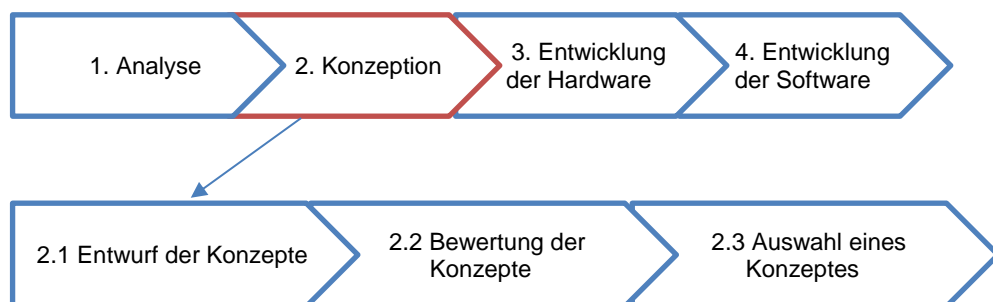 1. Analyse
2. Konzeption
3. Entwicklung
der Hardware
4. Entwicklung
der Software
2.1 Entwurf der Konzepte
2.2 Bewertung der
Konzepte
2.3 Auswahl eines
Konzeptes